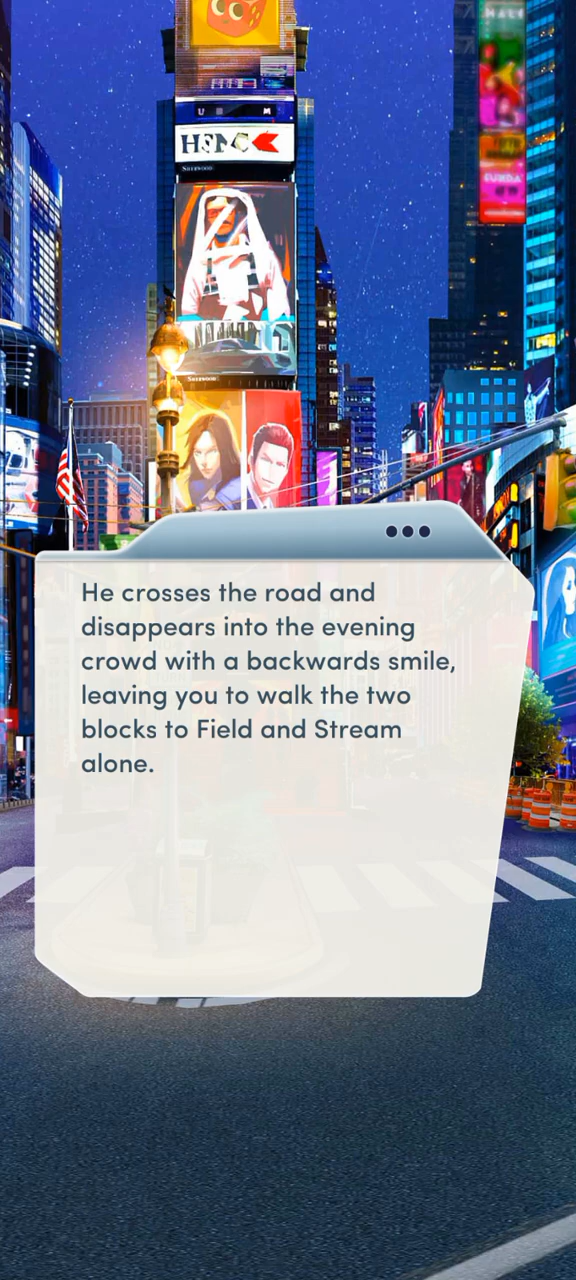 He crosses the road and
disappears into the evening
crowd with a backwards smile,
leaving you to walk the two
blocks to Field and Stream
alone.